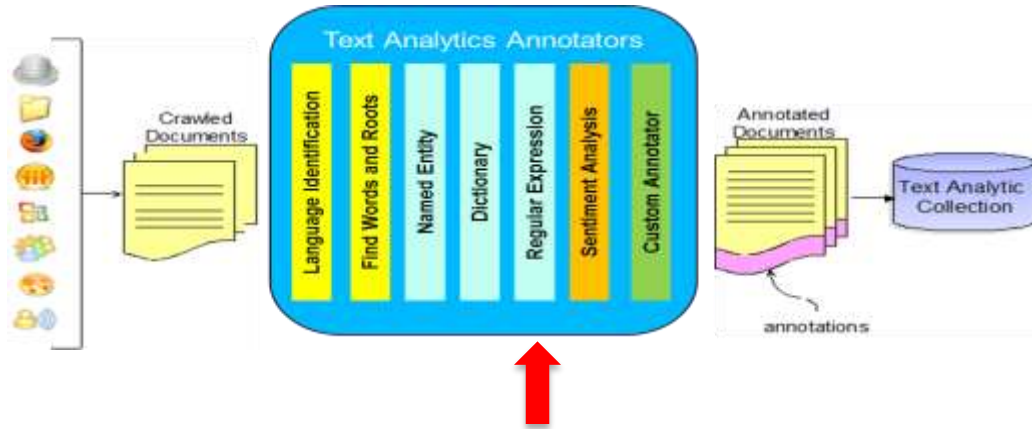 Text Analytics Annotators
Crawled
Documents
Language Identification
Find Words and Roots
Named Entity
Dictionary
Regular Expression
Sentiment Analysis
Custom Annotator
Annotated
Documents
annotations
Text Analytic
Collection